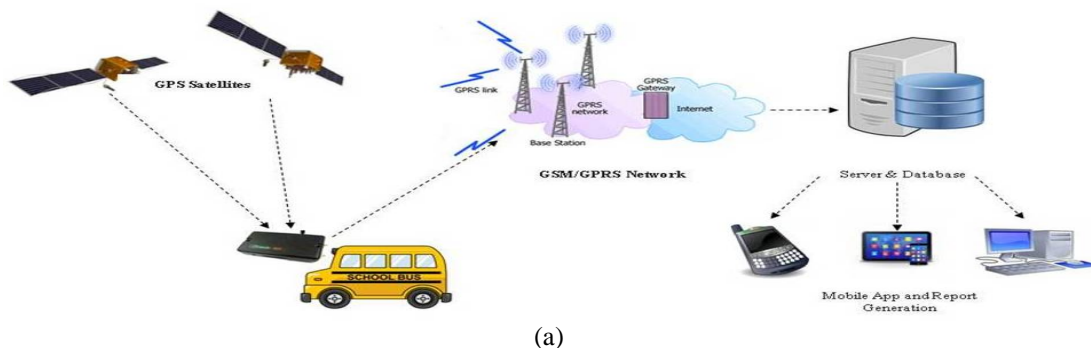 GPS Satellites
GPRS link
GPRS
network
GPRS
Gateway
Internet
Base Station
GSM/GPRS Network
Server & Database
SCHOOL BUS
Mobile App and Report
Generation
(a)